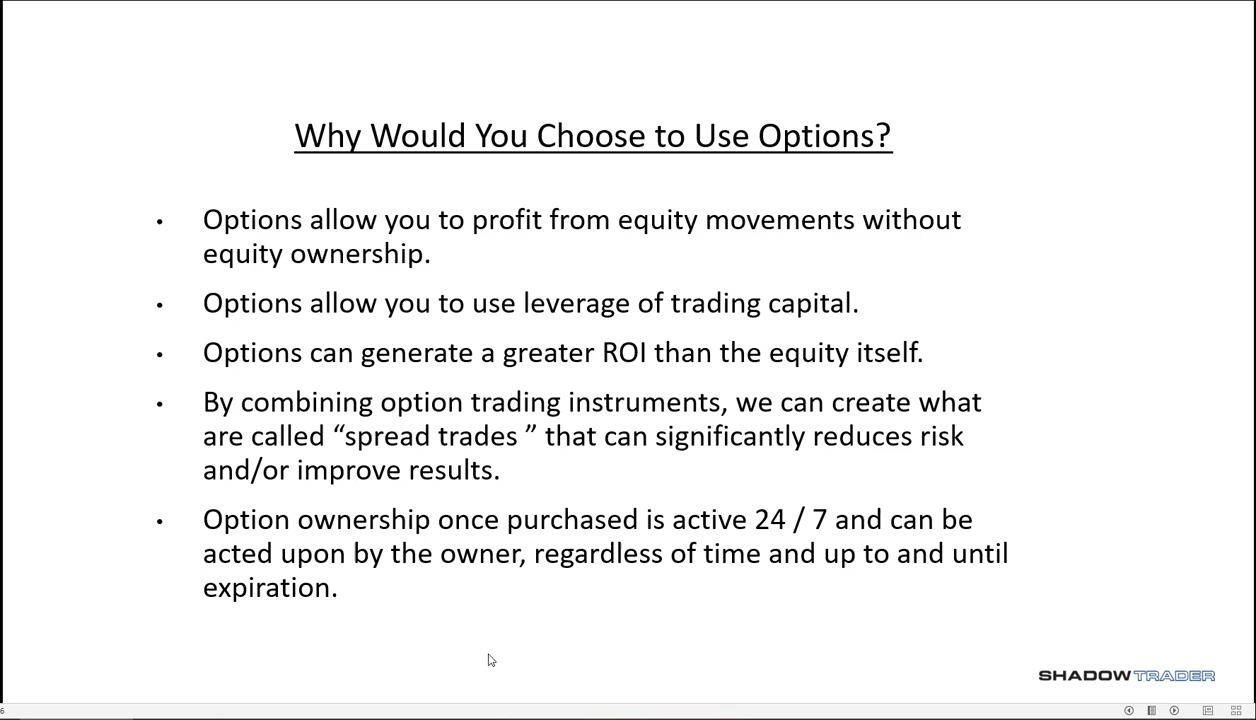 Why Would You Choose to Use Options?
• Options allow you to profit from equity movements without
equity ownership.
• Options allow you to use leverage of trading capital.
• Options can generate a greater ROI than the equity itself.
• By combining option trading instruments, we can create what
are called “spread trades ” that can significantly reduces risk
and/or improve results.
• Option ownership once purchased is active 24 / 7 and can be
acted upon by the owner, regardless of time and up to and until
expiration.
SHADOWTRADER
6